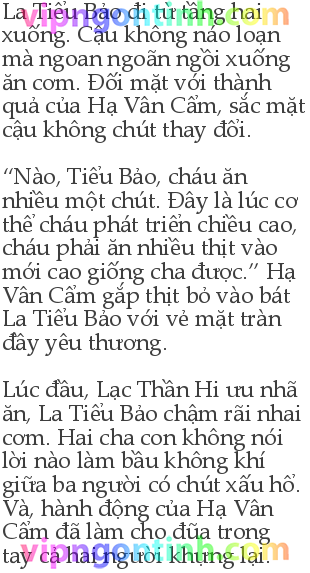 La Tiểu Bảo đi từ tầng hai
xuống. Cậu không náo loạn
mà ngoan ngoãn ngồi xuống
ăn cơm. Đối mặt với thành
quả của Hạ Vân Cẩm, sắc mặt
cậu không chút thay đổi.
“Nào, Tiểu Bảo, cháu ăn
nhiều một chút. Đây là lúc cơ
thể cháu phát triển chiều cao,
cháu phải ăn nhiều thịt vào
mới cao giống cha được.” Hạ
Vân Cẩm gắp thịt bỏ vào bát
La Tiểu Bảo với vẻ mặt tràn
đầy yêu thương.
Lúc đầu, Lạc Thần Hi ưu nhã
ăn, La Tiểu Bảo chậm rãi nhai
cơm. Hai cha con không nói
lời nào làm bầu không khí
giữa ba người có chút xấu hổ.
Và, hành động của Hạ Vân
Cẩm đã làm cho đũa trong
tay cả hai người khựng lại.
vipngontinh.com
vipngontinh.com